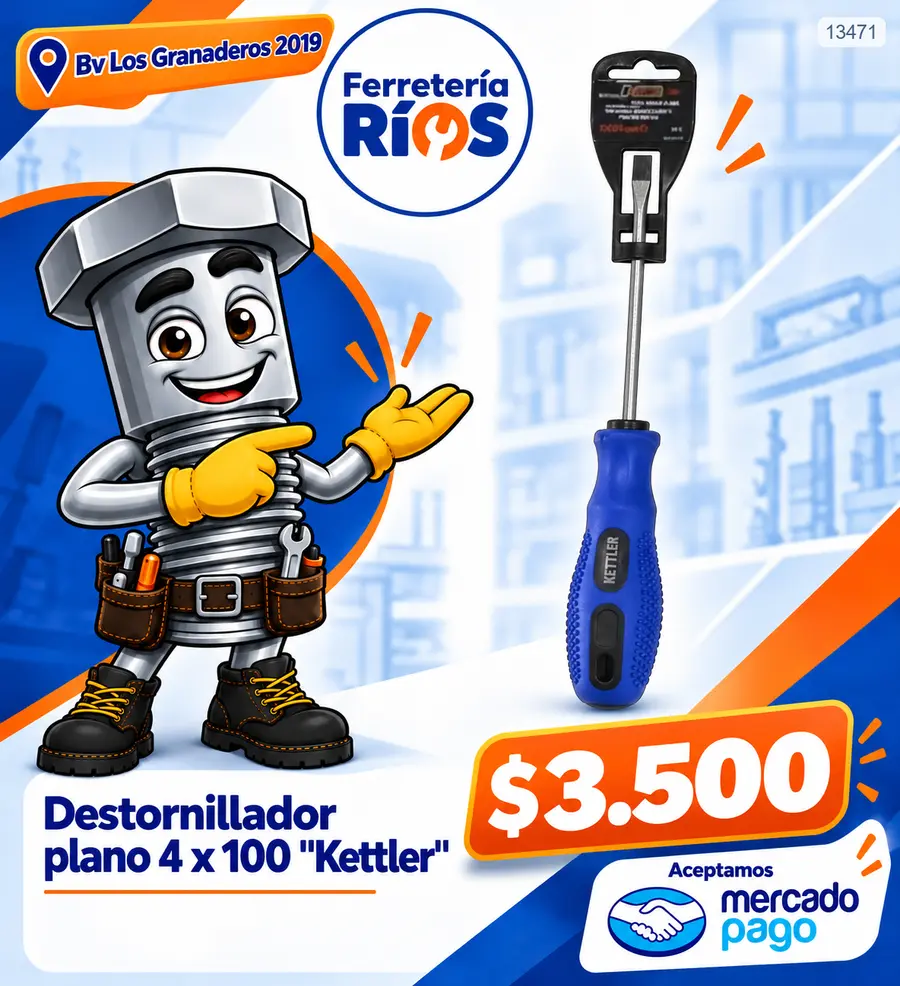 Bv Los Granaderos 2019
Ferretería
Ríos
13471
KETTLER
$3.500
Destornillador
plano 4 x 100 "Kettler"
Aceptamos
mercado
pago